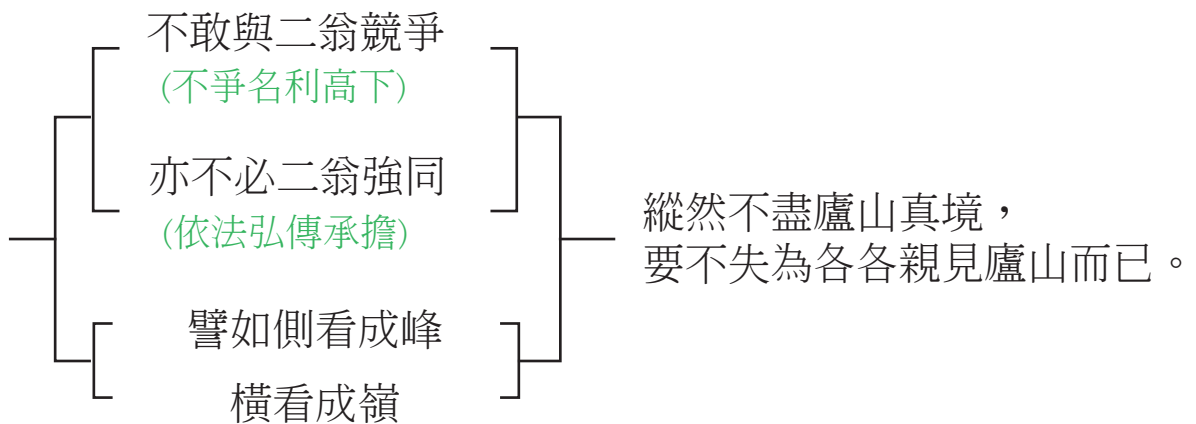 不敢與二翁競爭
(不爭名利高下)
亦不必二翁強同
(依法弘傳承擔)
譬如側看成峰
橫看成嶺
縱然不盡廬山真境，
要不失為各各親見廬山而已。